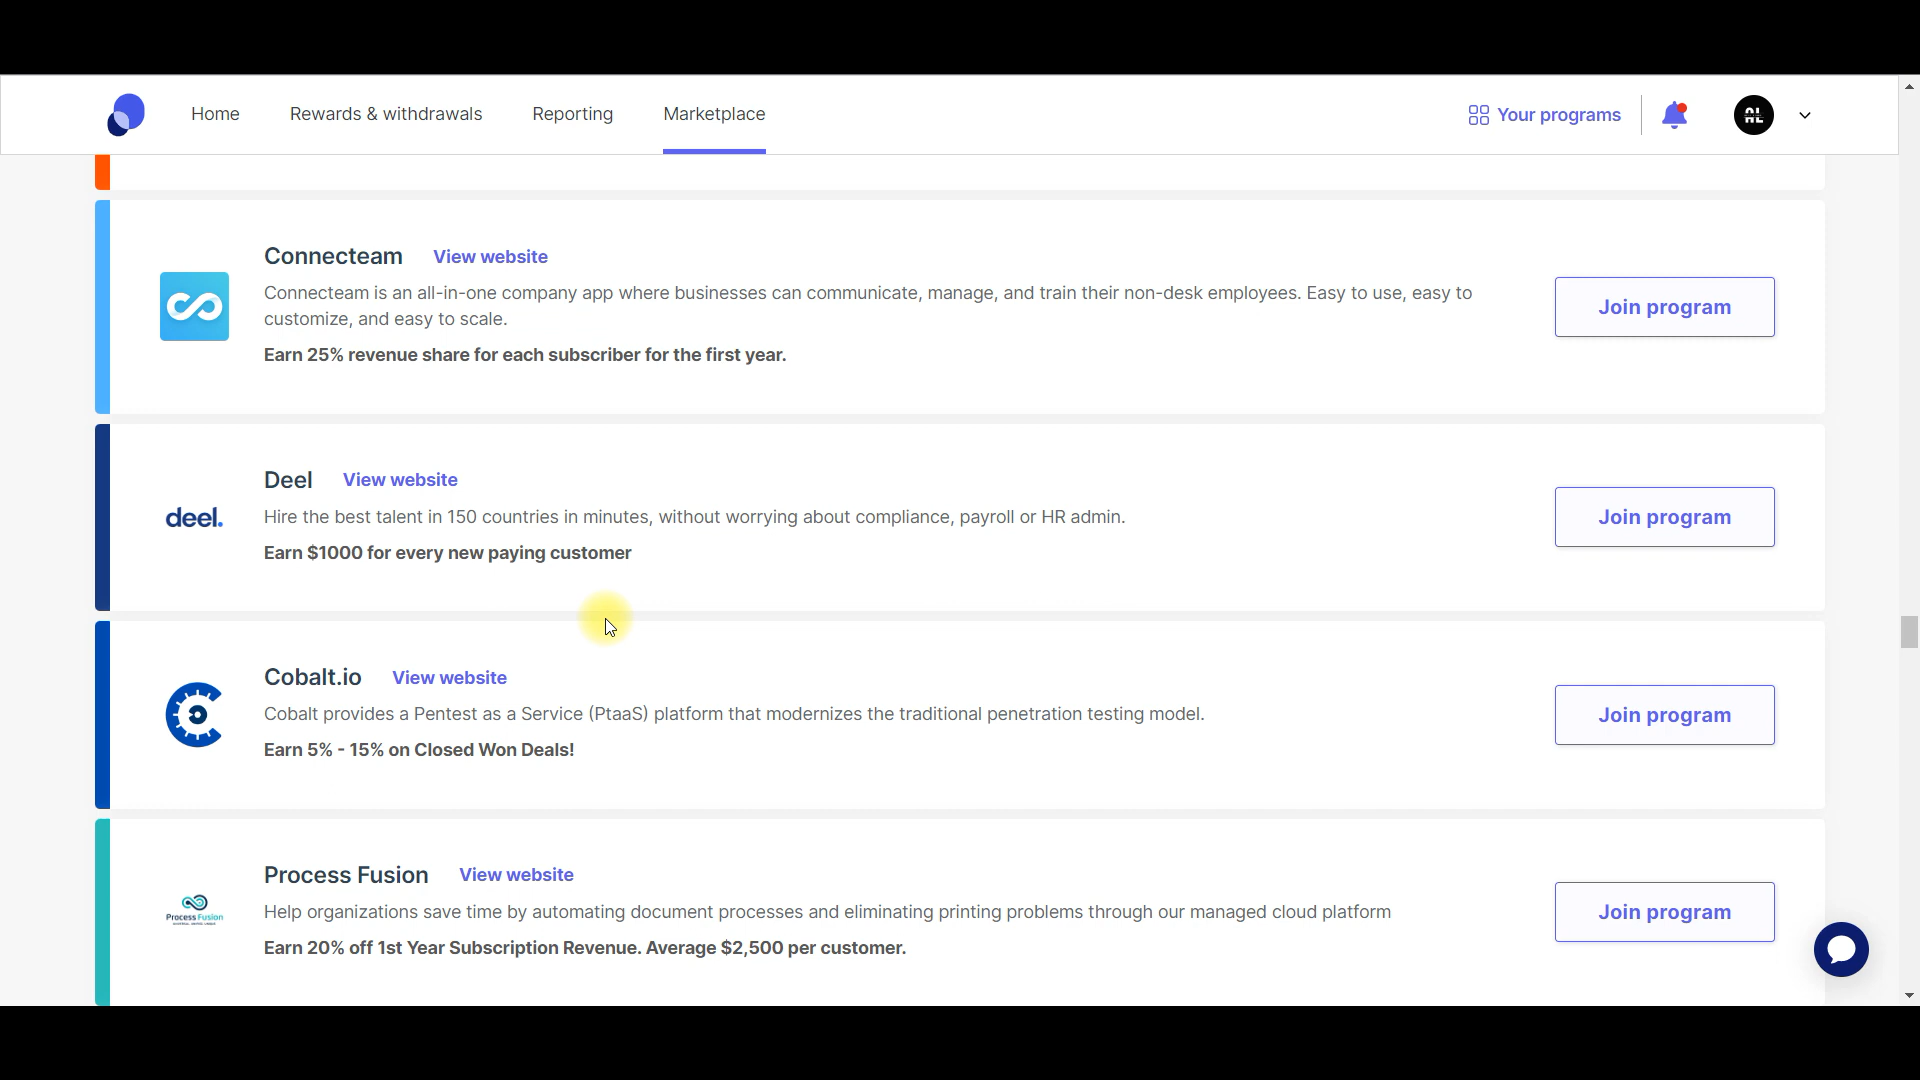 Home Rewards & withdrawals Reporting Marketplace Your programs AL
Connecteam View website
Connecteam is an all-in-one company app where businesses can communicate, manage, and train their non-desk employees. Easy to use, easy to
customize, and easy to scale.
Earn 25% revenue share for each subscriber for the first year.
Join program
deel.
Deel View website
Hire the best talent in 150 countries in minutes, without worrying about compliance, payroll or HR admin.
Earn $1000 for every new paying customer
Join program
Cobalt.io View website
Cobalt provides a Pentest as a Service (PtaaS) platform that modernizes the traditional penetration testing model.
Earn 5% - 15% on Closed Won Deals!
Join program
Process Fusion
Process Fusion View website
Help organizations save time by automating document processes and eliminating printing problems through our managed cloud platform
Earn 20% off 1st Year Subscription Revenue. Average $2,500 per customer.
Join program